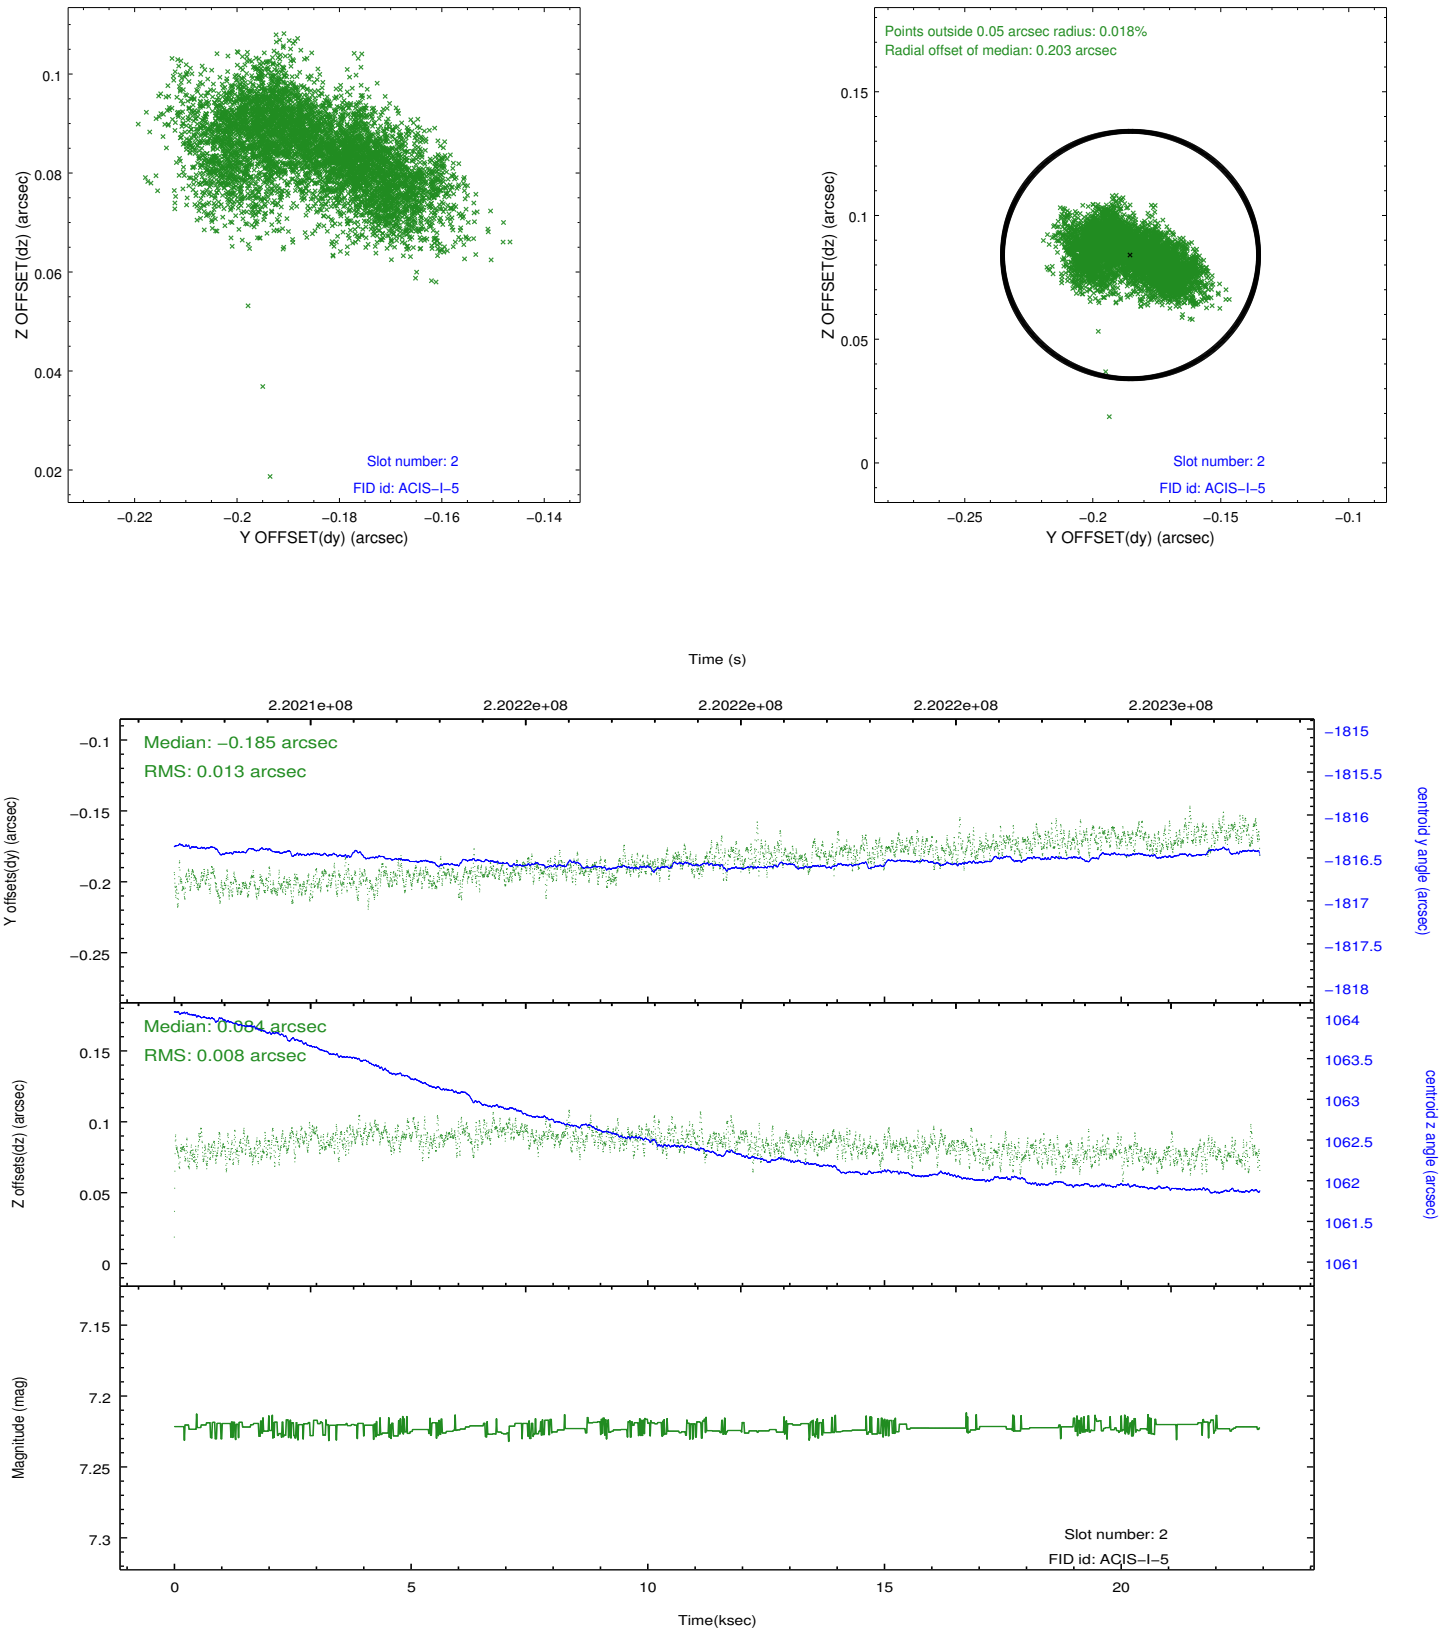 0.1
0.08
0.06
0.04
0.02
Z OFFSET(dz) (arcsec)
Slot number: 2
FID id: ACIS−I−5
−0.22
−0.2
−0.18
−0.16
−0.14
Y OFFSET(dy) (arcsec)
Points outside 0.05 arcsec radius: 0.018%
Radial offset of median: 0.203 arcsec
0.15
0.1
0.05
0
Z OFFSET(dz) (arcsec)
Slot number: 2
FID id: ACIS−I−5
−0.25
−0.2
−0.15
−0.1
Y OFFSET(dy) (arcsec)
Time (s)
2.2021e+08
2.2022e+08
2.2022e+08
2.2022e+08
2.2023e+08
Median: −0.185 arcsec
RMS: 0.013 arcsec
−0.1
−0.15
−0.2
−0.25
Y offsets(dy) (arcsec)
−1815
−1815.5
−1816
−1816.5
−1817
−1817.5
−1818
centroid y angle (arcsec)
Median: 0.084 arcsec
RMS: 0.008 arcsec
0.15
0.1
0.05
0
Z offsets(dz) (arcsec)
1064
1063.5
1063
1062.5
1062
1061.5
1061
centroid z angle (arcsec)
7.15
7.2
7.25
7.3
Magnitude (mag)
Slot number: 2
FID id: ACIS−I−5
0
5
10
15
20
Time(ksec)